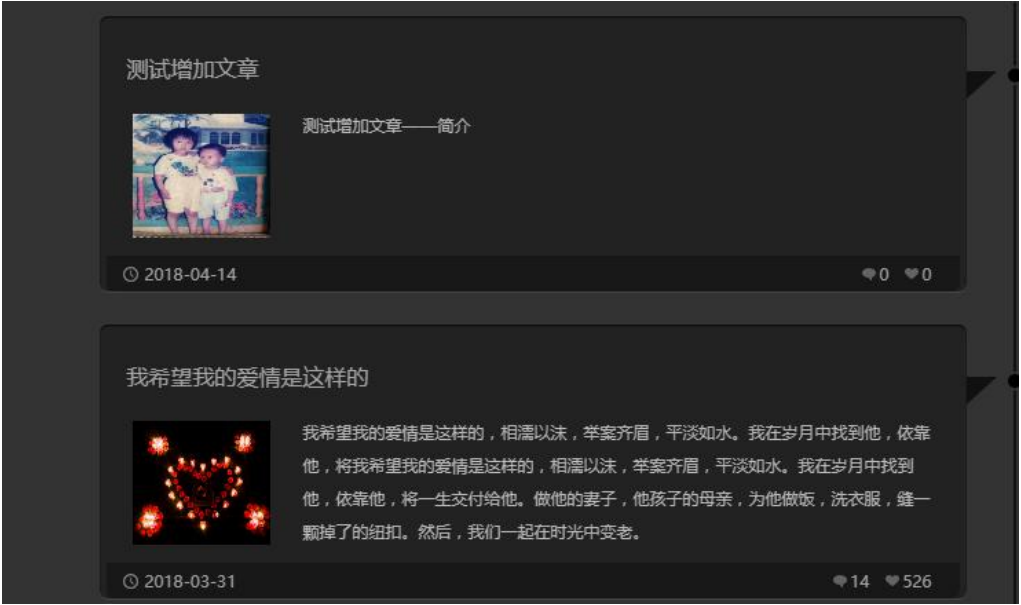 测试增加文章
测试增加文章——简介
2018-04-14
0 0
我希望我的爱情是这样的
我希望我的爱情是这样的，相濡以沫，举案齐眉，平淡如水。我在岁月中找到他，依靠
他，将我希望我的爱情是这样的，相濡以沫，举案齐眉，平淡如水。我在岁月中找到
他，依靠他，将一生交付给他。做他的妻子，他孩子的母亲，为他做饭，洗衣服，缝一
颗掉了的纽扣。然后，我们一起在时光中变老。
2018-03-31
14 526